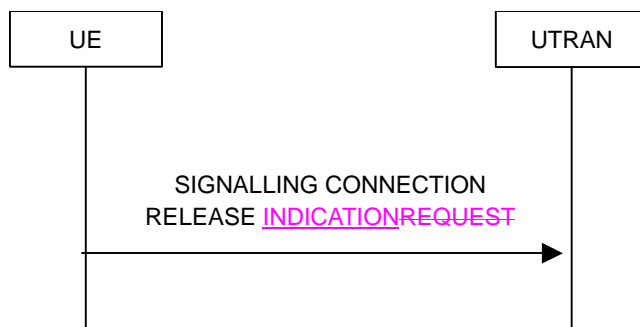 UE
UTRAN
SIGNALLING CONNECTION
RELEASE INDICATIONREQUEST